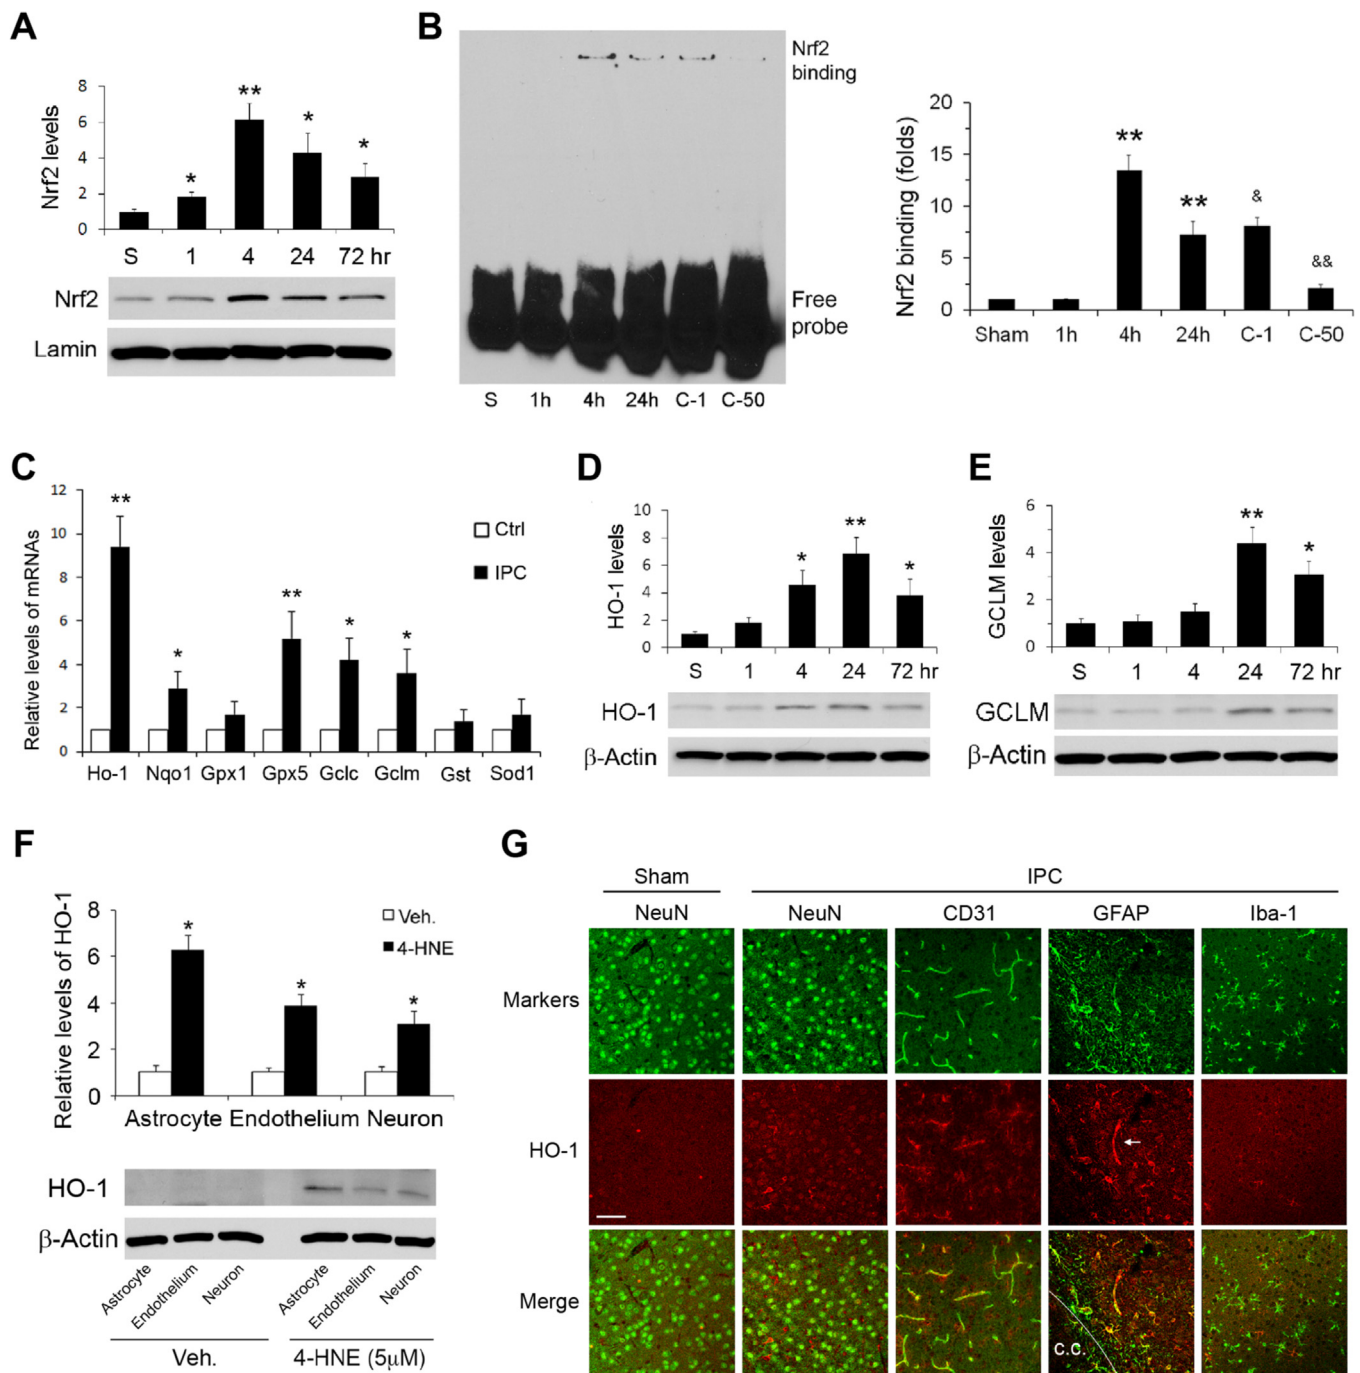 A
Nrf2 levels
8
6
4
2
0
*
**
*
*
S 1 4 24 72 hr
Nrf2
Lamin
B
Nrf2
binding
Free
probe
S 1h 4h 24h C-1 C-50
Nrf2 binding (folds)
20
15
10
5
0
**
**
&
&&
Sham 1h 4h 24h C-1 C-50
C
Relative levels of mRNAs
12
10
8
6
4
2
0
**
*
**
*
*
Ctrl
IPC
Ho-1 Nqo1 Gpx1 Gpx5 Gclc Gclm Gst Sod1
D
HO-1 levels
10
8
6
4
2
0
*
**
*
S 1 4 24 72 hr
HO-1
β-Actin
E
GCLM levels
6
4
2
0
**
*
S 1 4 24 72 hr
GCLM
β-Actin
F
Relative levels of HO-1
8
6
4
2
0
*
*
*
Veh.
4-HNE
Astrocyte Endothelium Neuron
HO-1
β-Actin
Astrocyte Endothelium Neuron Astrocyte Endothelium Neuron
Veh. 4-HNE (5μM)
G
Sham IPC
NeuN NeuN CD31 GFAP Iba-1
Markers
HO-1
Merge
c.c.